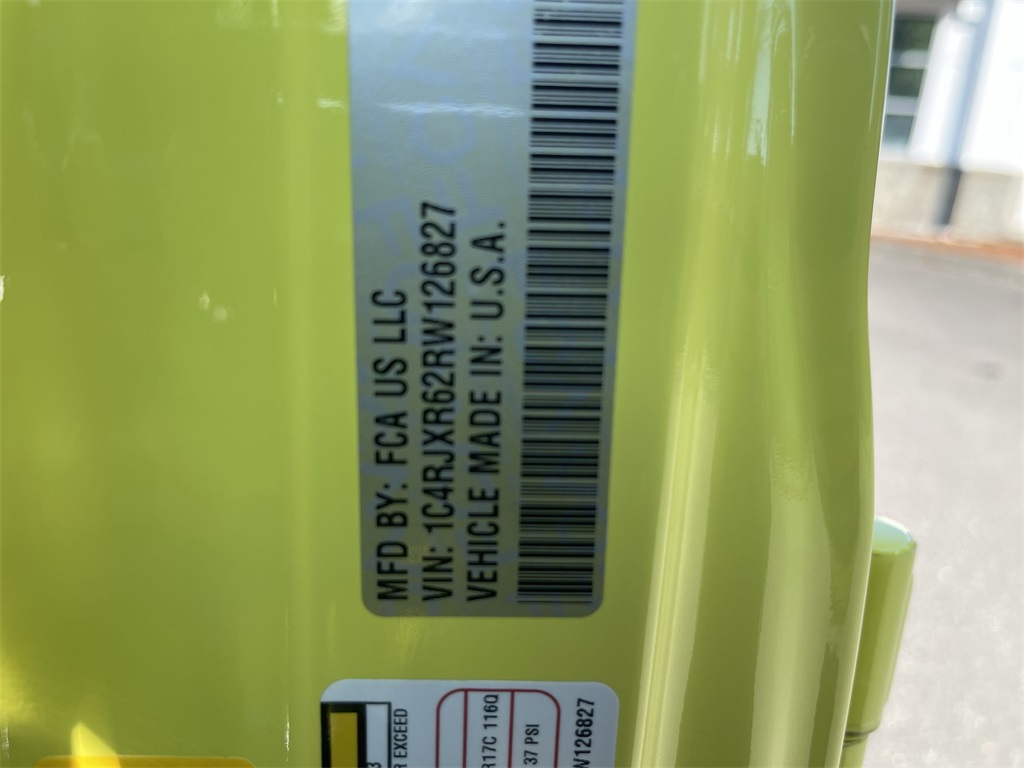 MFD BY: FCA US LLC
VIN: 1C4RJXR62RW126827
VEHICLE MADE IN: U.S.A.
R EXCEED
R17C 116Q
37 PSI
W126827